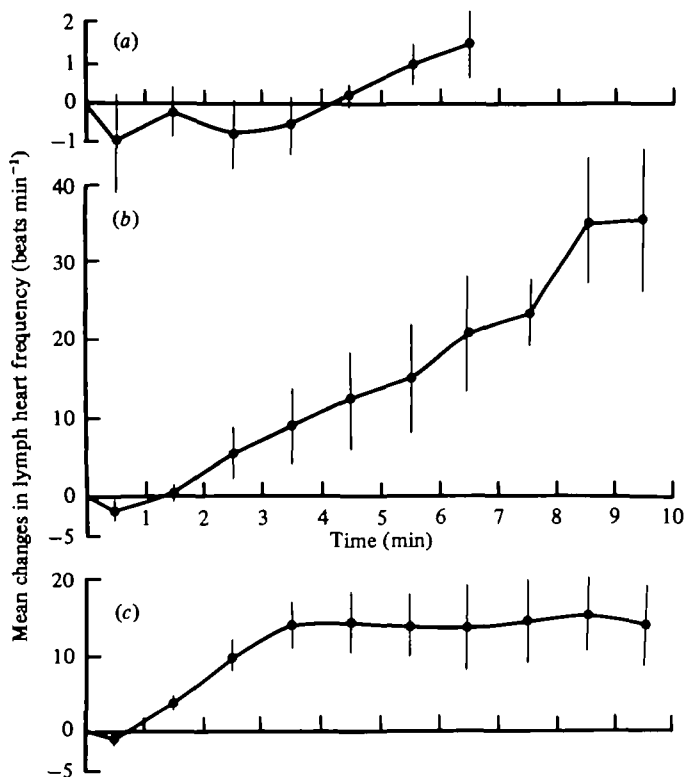 Mean changes in lymph heart frequency (beats min⁻¹)
(a)
2
1
0
−1
(b)
40
30
20
10
0
−5
1 2 3 4 5 6 7 8 9 10
Time (min)
(c)
20
10
0
−5